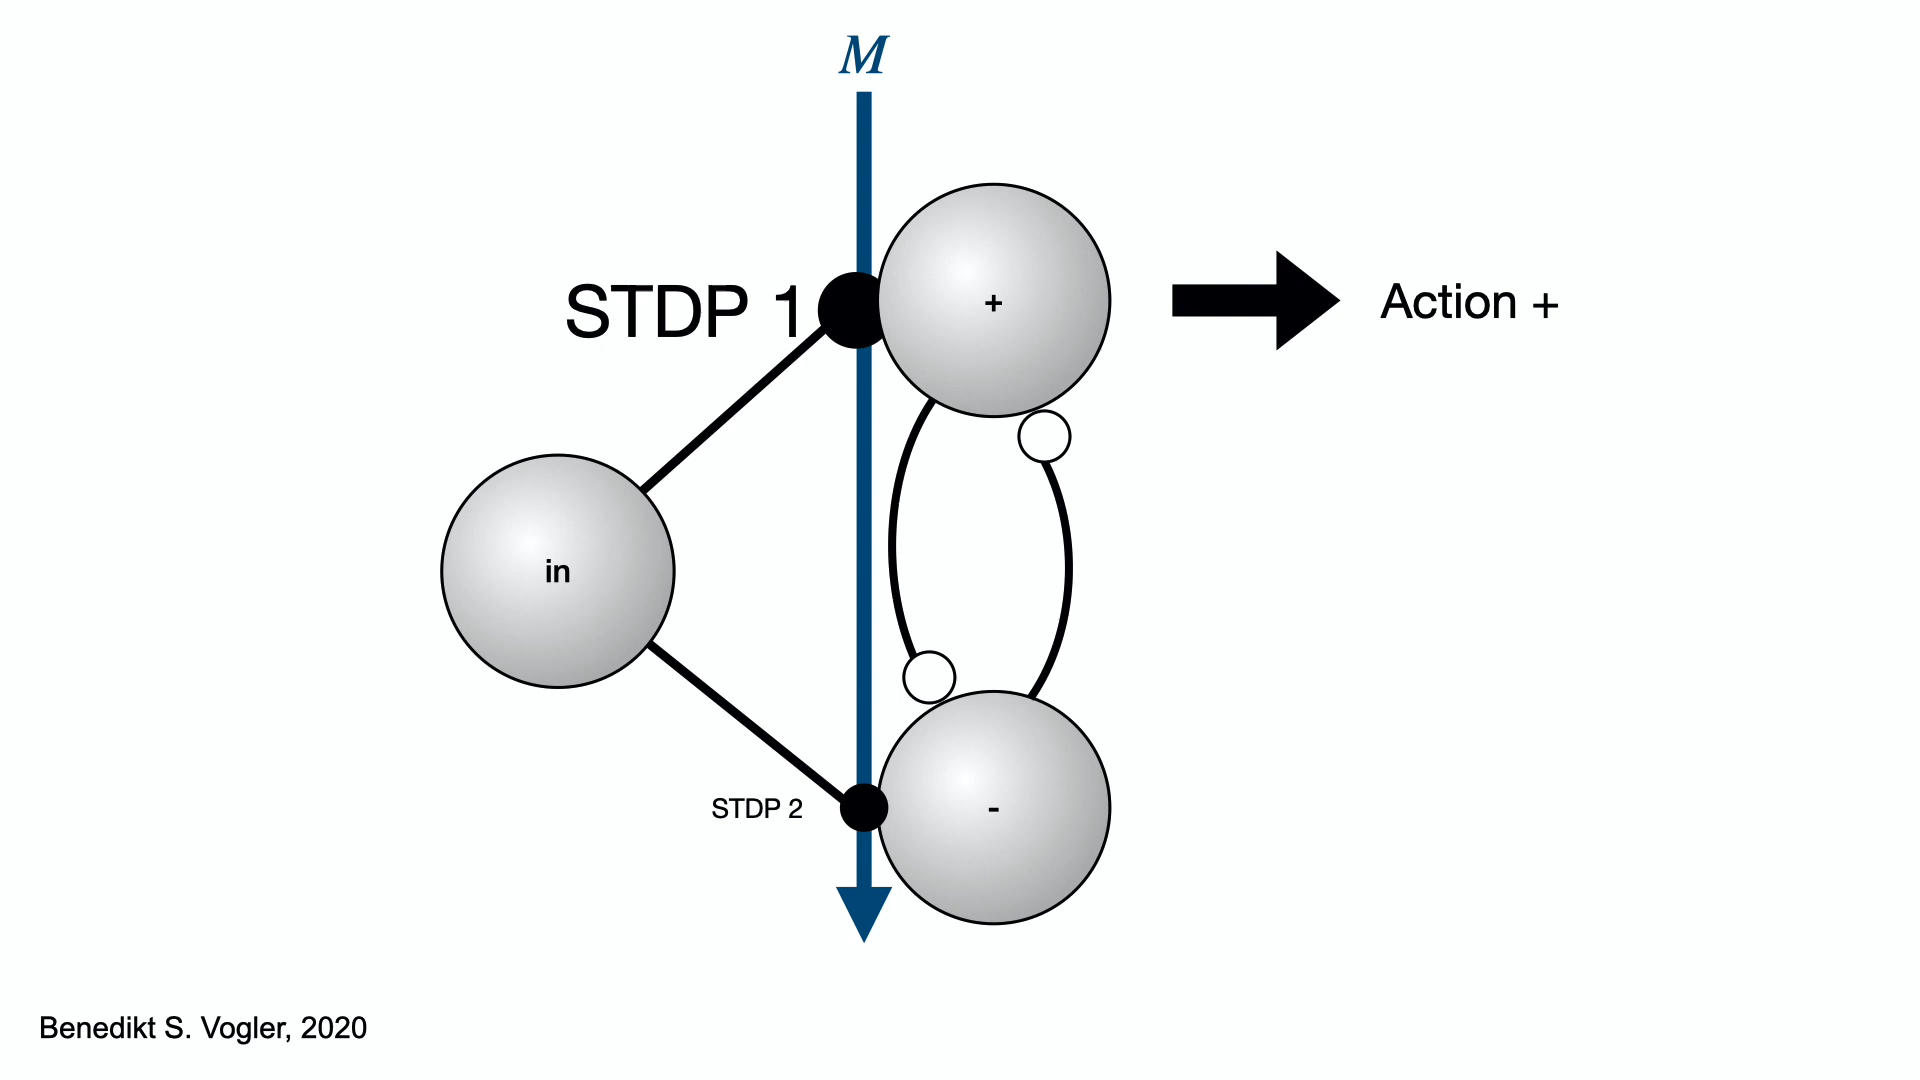 M
STDP 1
+
Action +
in
STDP 2
-
Benedikt S. Vogler, 2020